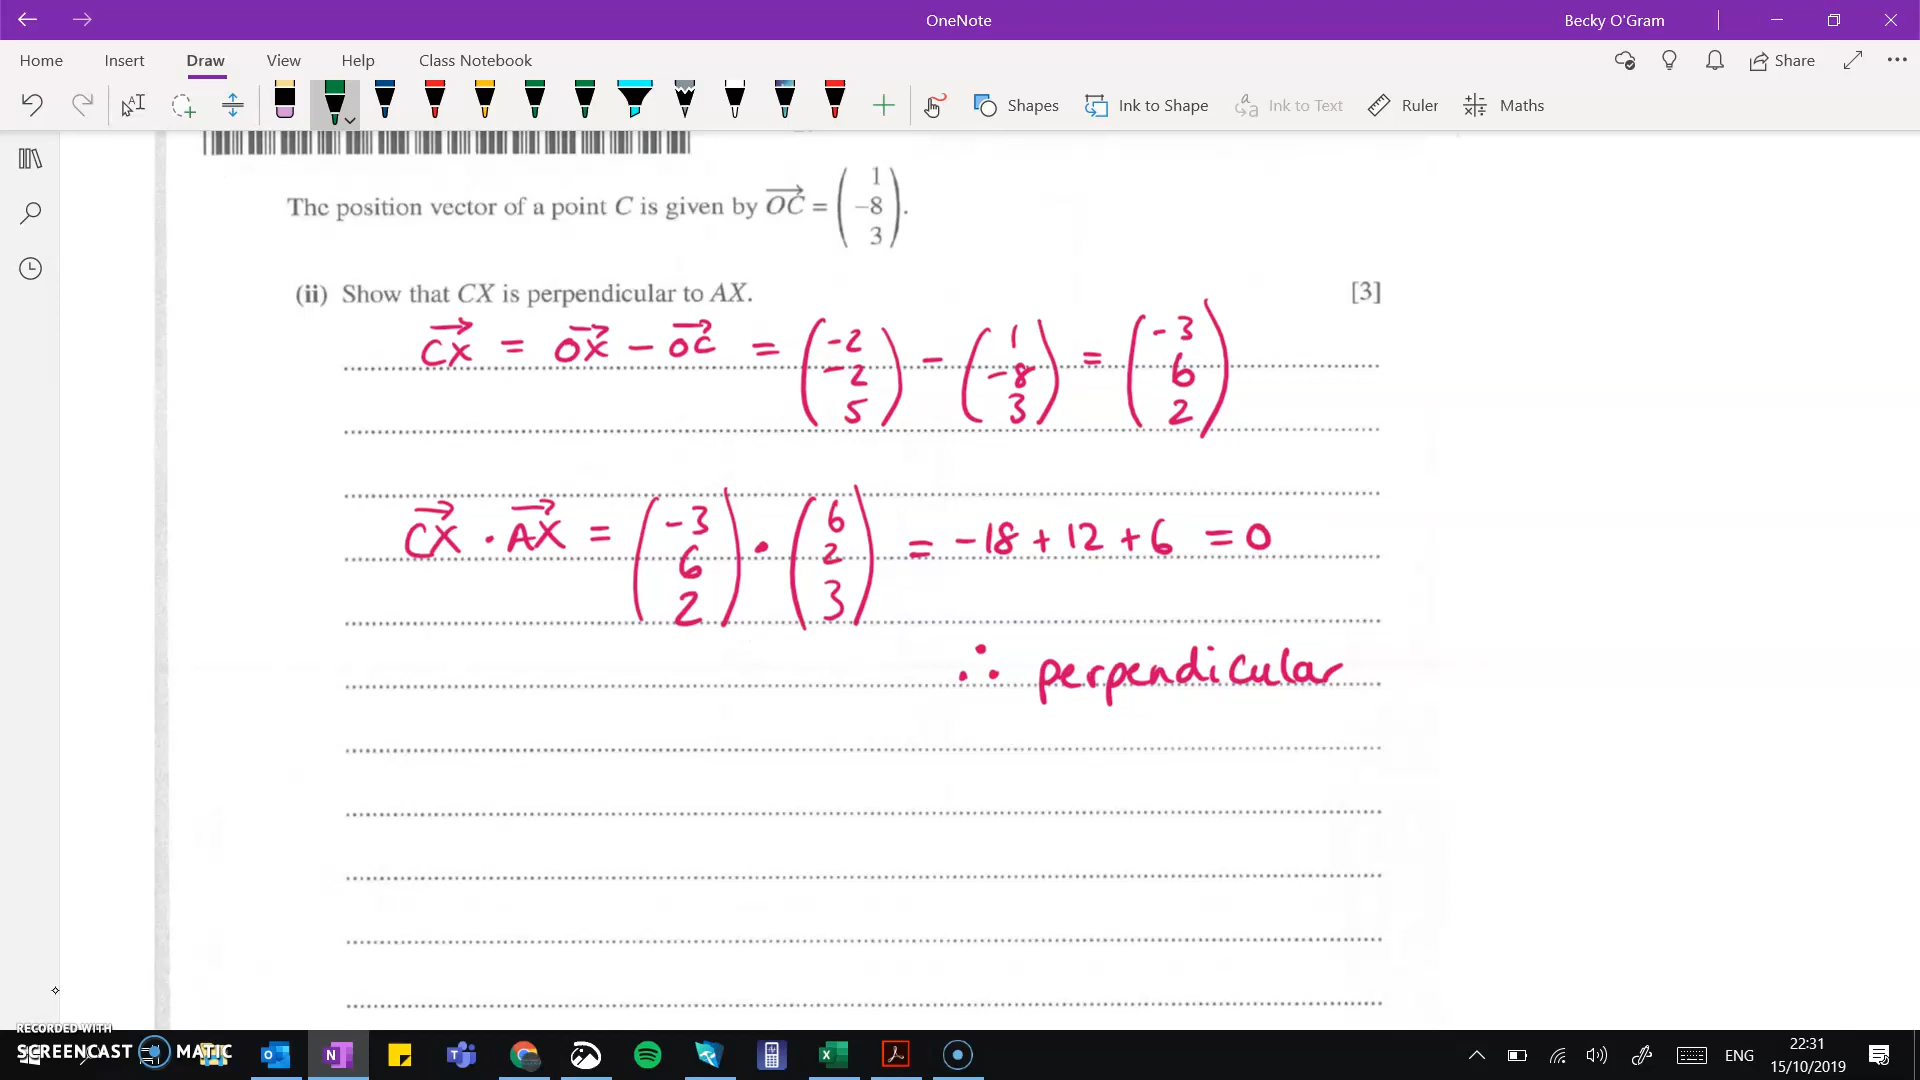 OneNote
Becky O'Gram
Home Insert Draw View Help Class Notebook
Share
Shapes Ink to Shape Ink to Text Ruler Maths
The position vector of a point C is given by →OC = (1 −8 3).
(ii) Show that CX is perpendicular to AX. [3]
→CX = →OX − →OC = (−2 −2 5) − (1 −8 3) = (−3 6 2)
→CX · →AX = (−3 6 2) · (6 2 3) = −18 + 12 + 6 = 0
∴ perpendicular
RECORDED WITH
SCREENCAST MATIC
ENG
22:31
15/10/2019